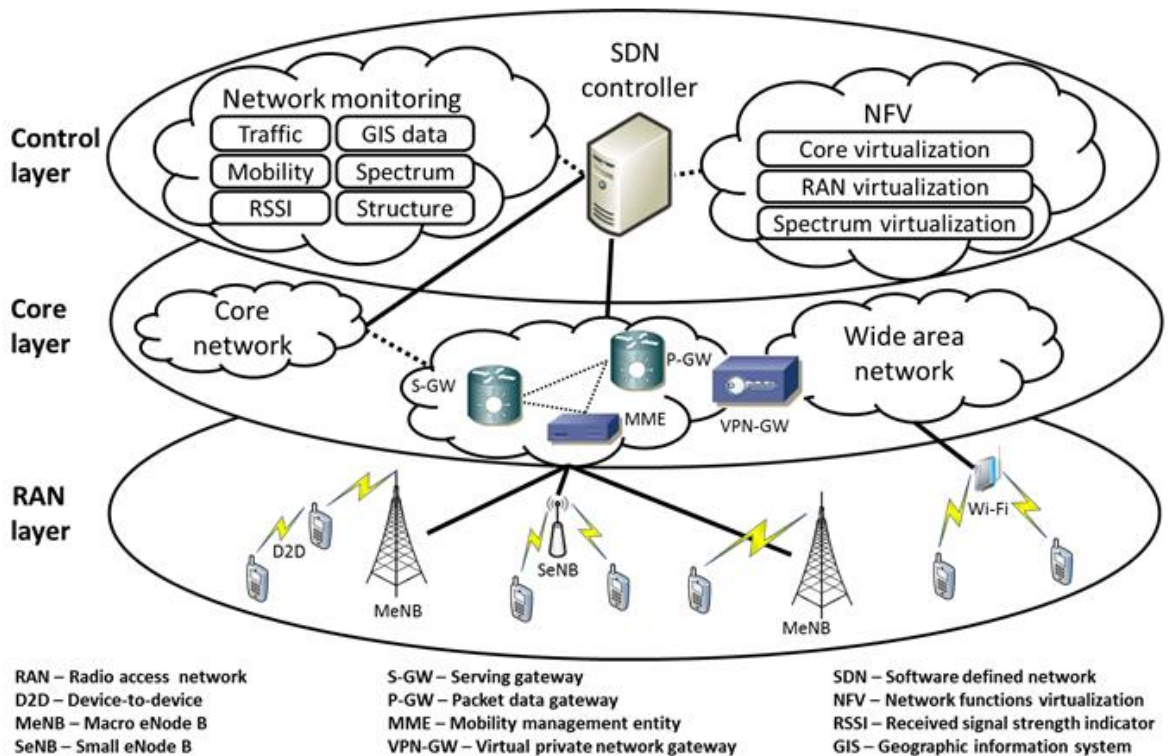 SDN
controller
Network monitoring
Traffic
GIS data
Mobility
Spectrum
RSSI
Structure
NFV
Core virtualization
RAN virtualization
Spectrum virtualization
Control
layer
Core
network
Core
layer
S-GW
P-GW
MME
VPN-GW
Wide area
network
RAN
layer
D2D
MeNB
SeNB
MeNB
Wi-Fi
RAN – Radio access network
D2D – Device-to-device
MeNB – Macro eNode B
SeNB – Small eNode B
S-GW – Serving gateway
P-GW – Packet data gateway
MME – Mobility management entity
VPN-GW – Virtual private network gateway
SDN – Software defined network
NFV – Network functions virtualization
RSSI – Received signal strength indicator
GIS – Geographic information system